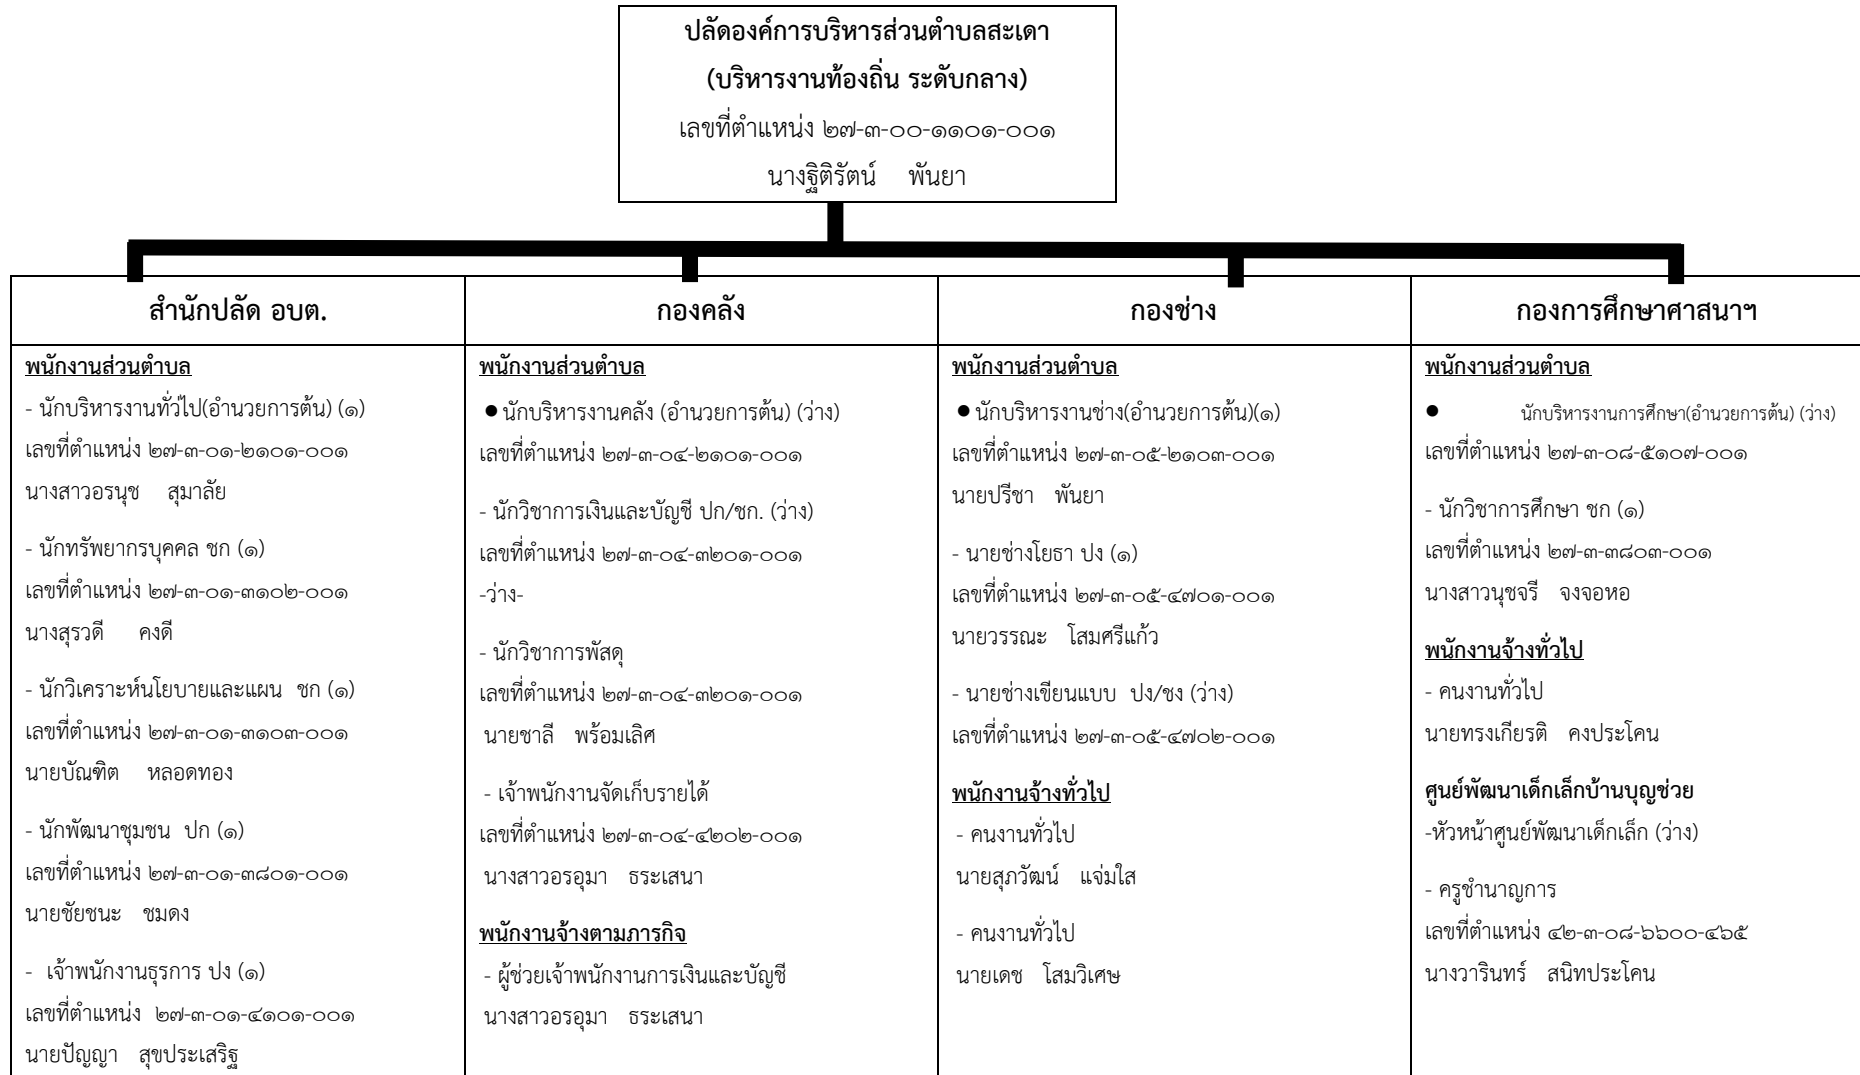 ปลัดองค์การบริหารส่วนตำบลสะเดา
(บริหารงานท้องถิ่น ระดับกลาง)
เลขที่ตำแหน่ง ๒๗-๓-๐๐-๑๑๐๑-๐๐๑
นางฐิติรัตน์ พันยา
สำนักปลัด อบต.
พนักงานส่วนตำบล
- นักบริหารงานทั่วไป(อำนวยการต้น) (๑)
เลขที่ตำแหน่ง ๒๗-๓-๐๑-๒๑๐๑-๐๐๑
นางสาวอรนุช สุมาลัย
- นักทรัพยากรบุคคล ชก (๑)
เลขที่ตำแหน่ง ๒๗-๓-๐๑-๓๑๐๒-๐๐๑
นางสุรวดี คงดี
- นักวิเคราะห์นโยบายและแผน ชก (๑)
เลขที่ตำแหน่ง ๒๗-๓-๐๑-๓๑๐๓-๐๐๑
นายบัณฑิต หลอดทอง
- นักพัฒนาชุมชน ปก (๑)
เลขที่ตำแหน่ง ๒๗-๓-๐๑-๓๘๐๑-๐๐๑
นายชัยชนะ ชมดง
- เจ้าพนักงานธุรการ ปง (๑)
เลขที่ตำแหน่ง ๒๗-๓-๐๑-๔๑๐๑-๐๐๑
นายปัญญา สุขประเสริฐ
กองคลัง
พนักงานส่วนตำบล
● นักบริหารงานคลัง (อำนวยการต้น) (ว่าง)
เลขที่ตำแหน่ง ๒๗-๓-๐๔-๒๑๐๑-๐๐๑
- นักวิชาการเงินและบัญชี ปก/ชก. (ว่าง)
เลขที่ตำแหน่ง ๒๗-๓-๐๔-๓๒๐๑-๐๐๑
-ว่าง-
- นักวิชาการพัสดุ
เลขที่ตำแหน่ง ๒๗-๓-๐๔-๓๒๐๑-๐๐๑
นายชาลี พร้อมเลิศ
- เจ้าพนักงานจัดเก็บรายได้
เลขที่ตำแหน่ง ๒๗-๓-๐๔-๔๒๐๒-๐๐๑
นางสาวอรอุมา ธระเสนา
พนักงานจ้างตามภารกิจ
- ผู้ช่วยเจ้าพนักงานการเงินและบัญชี
นางสาวอรอุมา ธระเสนา
กองช่าง
พนักงานส่วนตำบล
● นักบริหารงานช่าง(อำนวยการต้น)(๑)
เลขที่ตำแหน่ง ๒๗-๓-๐๕-๒๑๐๓-๐๐๑
นายปรีชา พันยา
- นายช่างโยธา ปง (๑)
เลขที่ตำแหน่ง ๒๗-๓-๐๕-๔๗๐๑-๐๐๑
นายวรรณะ โสมศรีแก้ว
- นายช่างเขียนแบบ ปง/ชง (ว่าง)
เลขที่ตำแหน่ง ๒๗-๓-๐๕-๔๗๐๒-๐๐๑
พนักงานจ้างทั่วไป
- คนงานทั่วไป
นายสุภวัฒน์ แจ่มใส
- คนงานทั่วไป
นายเดช โสมวิเศษ
กองการศึกษาศาสนาฯ
พนักงานส่วนตำบล
● นักบริหารงานการศึกษา(อำนวยการต้น) (ว่าง)
เลขที่ตำแหน่ง ๒๗-๓-๐๘-๕๑๐๗-๐๐๑
- นักวิชาการศึกษา ชก (๑)
เลขที่ตำแหน่ง ๒๗-๓-๓๘๐๓-๐๐๑
นางสาวนุชจรี จงจอหอ
พนักงานจ้างทั่วไป
- คนงานทั่วไป
นายทรงเกียรติ คงประโคน
ศูนย์พัฒนาเด็กเล็กบ้านบุญช่วย
-หัวหน้าศูนย์พัฒนาเด็กเล็ก (ว่าง)
- ครูชำนาญการ
เลขที่ตำแหน่ง ๔๒-๓-๐๘-๖๖๐๐-๔๖๕
นางวารินทร์ สนิทประโคน